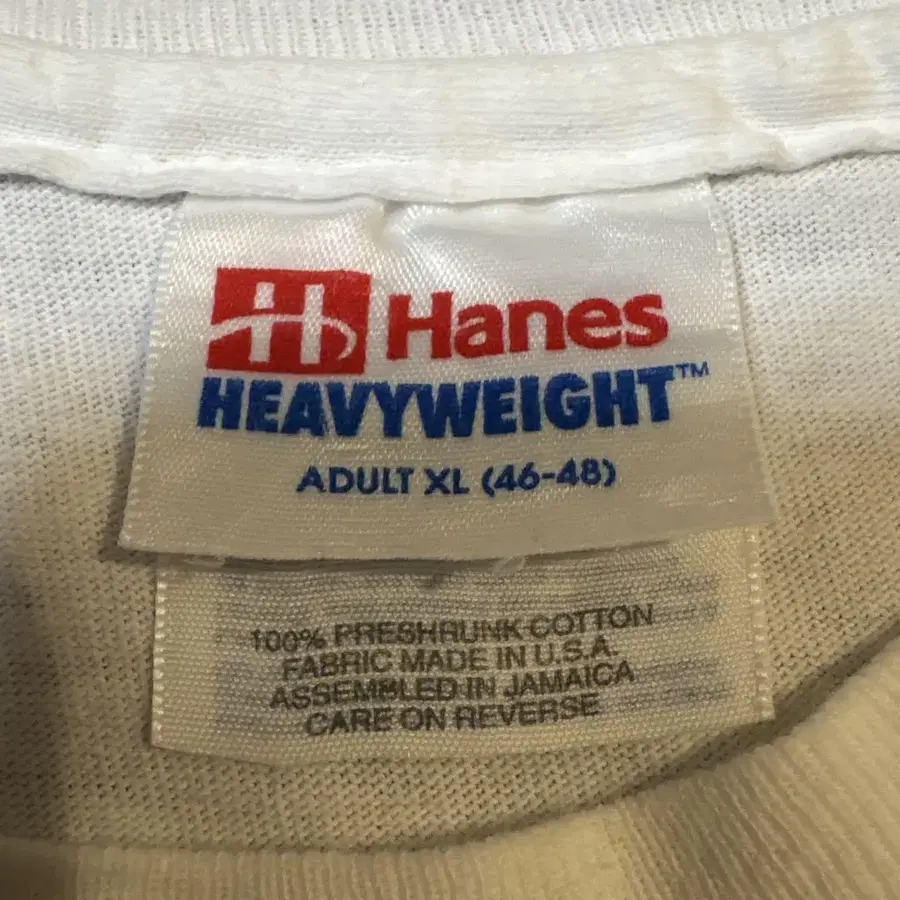 H Hanes
HEAVYWEIGHT™
ADULT XL (46-48)
100% PRESHRUNK COTTON
FABRIC MADE IN U.S.A.
ASSEMBLED IN JAMAICA
CARE ON REVERSE